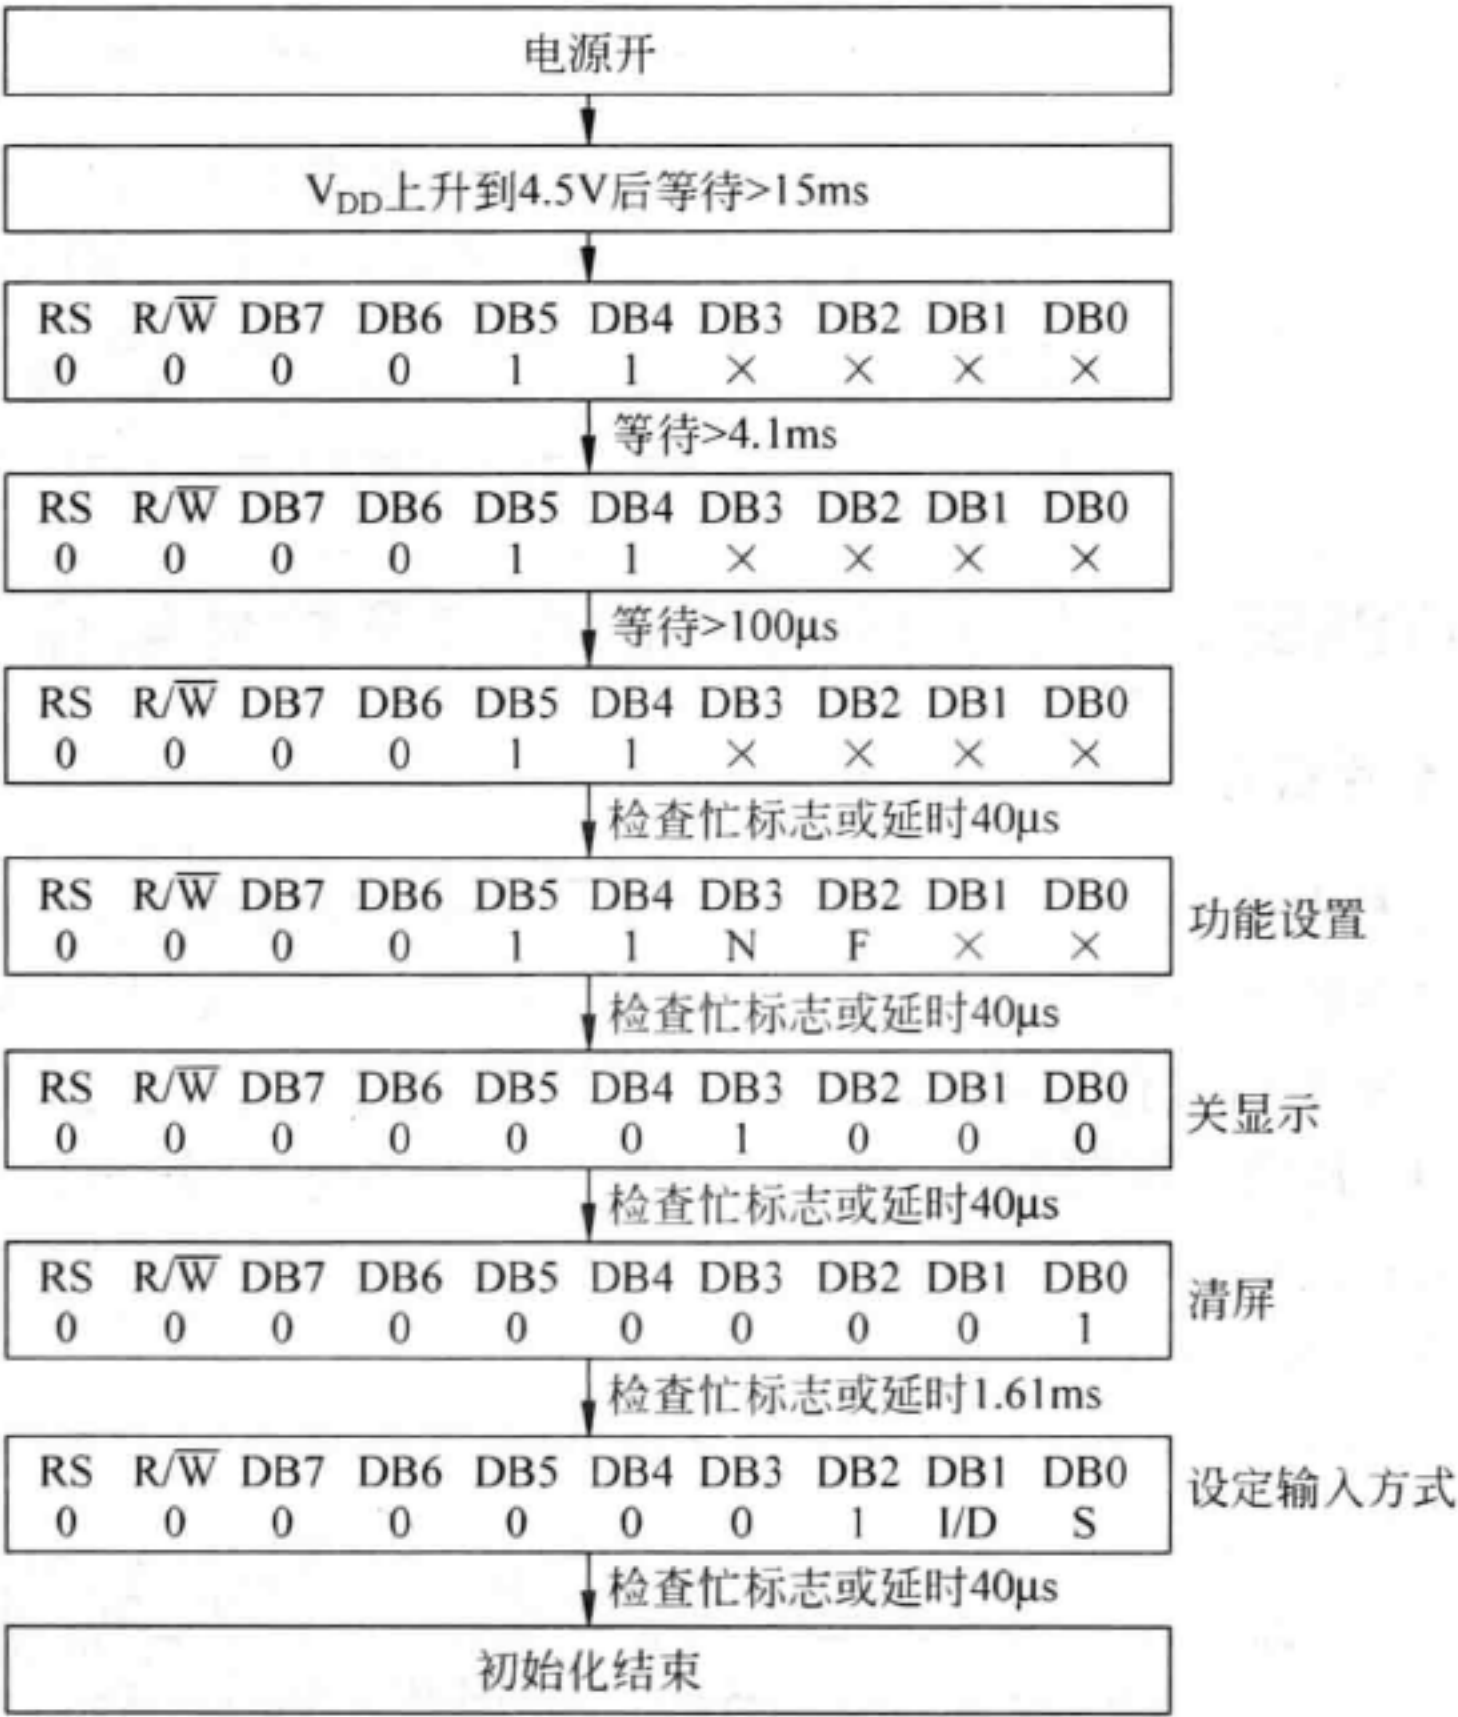 电源开
V_DD上升到4.5V后等待>15ms
RS R/W̅ DB7 DB6 DB5 DB4 DB3 DB2 DB1 DB0
0 0 0 0 1 1 × × × ×
等待>4.1ms
RS R/W̅ DB7 DB6 DB5 DB4 DB3 DB2 DB1 DB0
0 0 0 0 1 1 × × × ×
等待>100μs
RS R/W̅ DB7 DB6 DB5 DB4 DB3 DB2 DB1 DB0
0 0 0 0 1 1 × × × ×
检查忙标志或延时40μs
RS R/W̅ DB7 DB6 DB5 DB4 DB3 DB2 DB1 DB0
0 0 0 0 1 1 N F × ×
功能设置
检查忙标志或延时40μs
RS R/W̅ DB7 DB6 DB5 DB4 DB3 DB2 DB1 DB0
0 0 0 0 0 0 1 0 0 0
关显示
检查忙标志或延时40μs
RS R/W̅ DB7 DB6 DB5 DB4 DB3 DB2 DB1 DB0
0 0 0 0 0 0 0 0 0 1
清屏
检查忙标志或延时1.61ms
RS R/W̅ DB7 DB6 DB5 DB4 DB3 DB2 DB1 DB0
0 0 0 0 0 0 0 1 I/D S
设定输入方式
检查忙标志或延时40μs
初始化结束